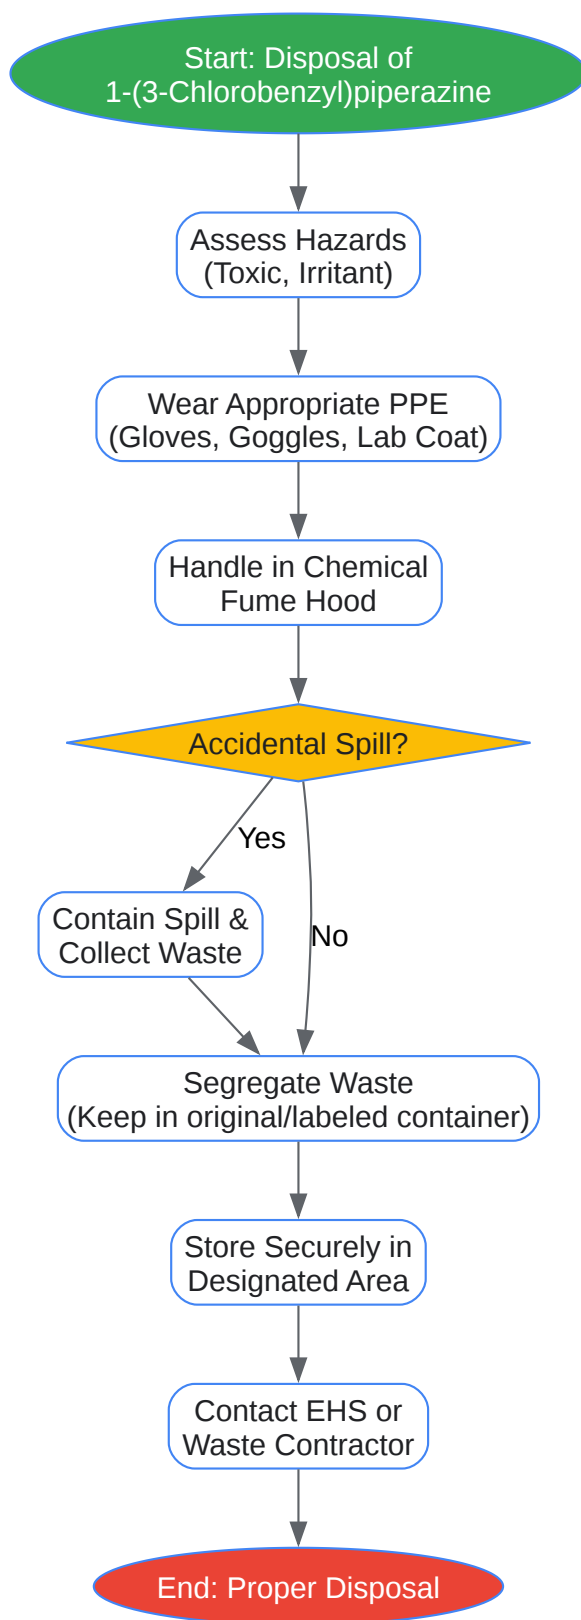 Start: Disposal of
1-(3-Chlorobenzyl)piperazine
Assess Hazards
(Toxic, Irritant)
Wear Appropriate PPE
(Gloves, Goggles, Lab Coat)
Handle in Chemical
Fume Hood
Accidental Spill?
Yes
Contain Spill &
Collect Waste
No
Segregate Waste
(Keep in original/labeled container)
Store Securely in
Designated Area
Contact EHS or
Waste Contractor
End: Proper Disposal